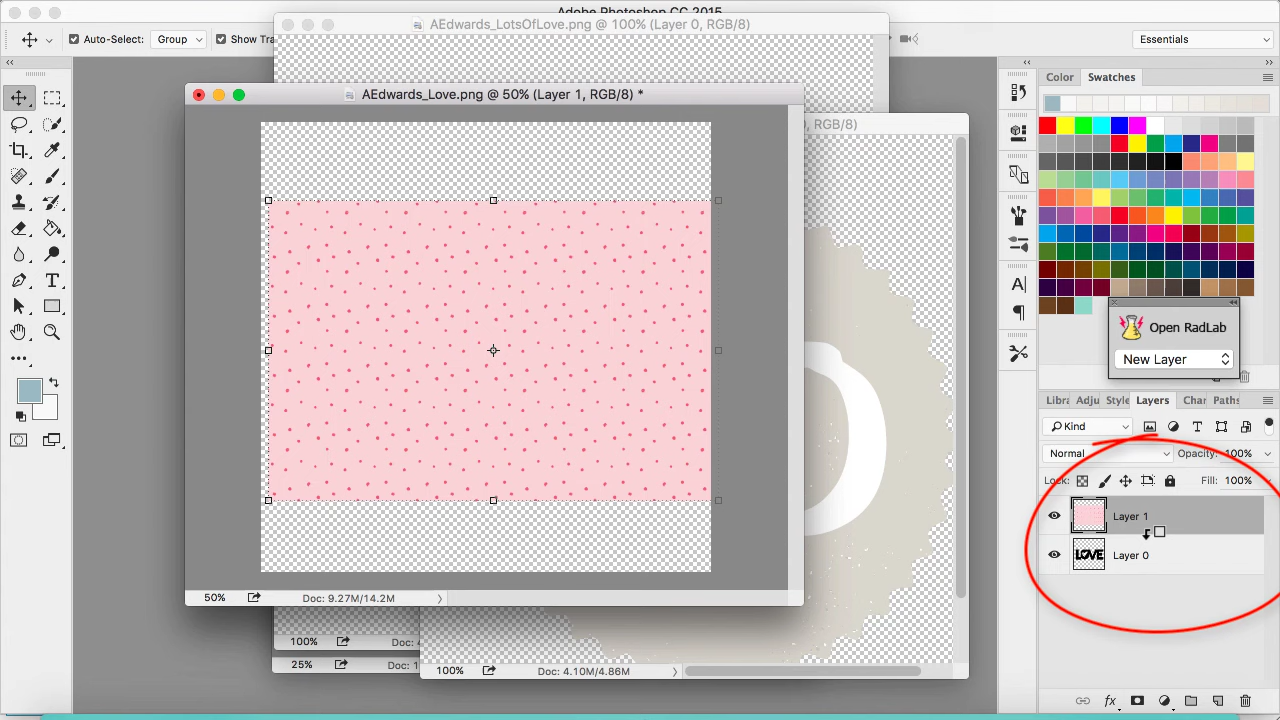 Adobe Photoshop CC 2015
Auto-Select: Group Show Tra
Essentials
AEdwards_LotsOfLove.png @ 100% (Layer 0, RGB/8)
AEdwards_Love.png @ 50% (Layer 1, RGB/8) *
0, RGB/8)
50% Doc: 9.27M/14.2M
100% Doc:
25% Doc: 1
100% Doc: 4.10M/4.86M
Color Swatches
Open RadLab
New Layer
Libra Adju Style Layers Char Paths
Kind
Normal Opacity: 100%
Lock: Fill: 100%
Layer 1
LOVE Layer 0
fx